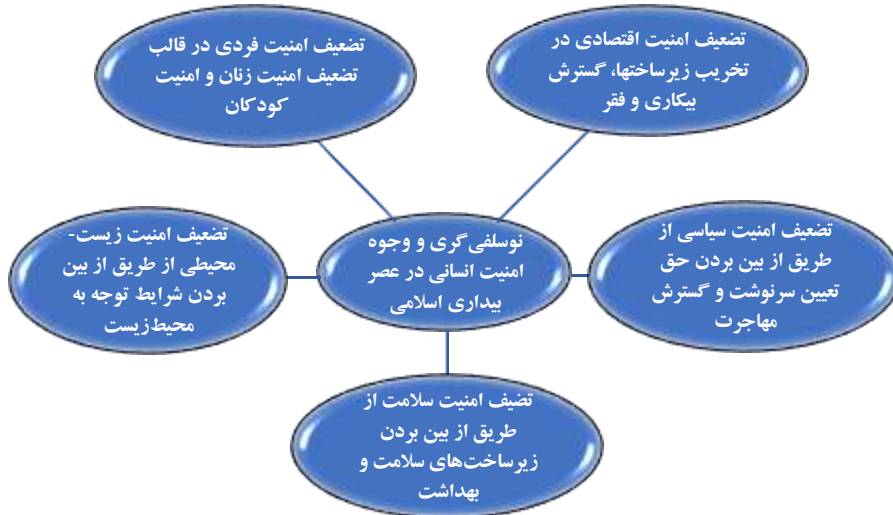 تضعیف امنیت اقتصادی در
تخریب زیرساختها، گسترش
بیکاری و فقر
تضعیف امنیت فردی در قالب
تضعیف امنیت زنان و امنیت
کودکان
نوسلفی‌گری و وجوه
امنیت انسانی در عصر
بیداری اسلامی
تضعیف امنیت سیاسی از
طریق از بین بردن حق
تعیین سرنوشت و گسترش
مهاجرت
تضعیف امنیت زیست-
محیطی از طریق از بین
بردن شرایط توجه به
محیط‌زیست
تضیف امنیت سلامت از
طریق از بین بردن
زیرساخت‌های سلامت و
بهداشت